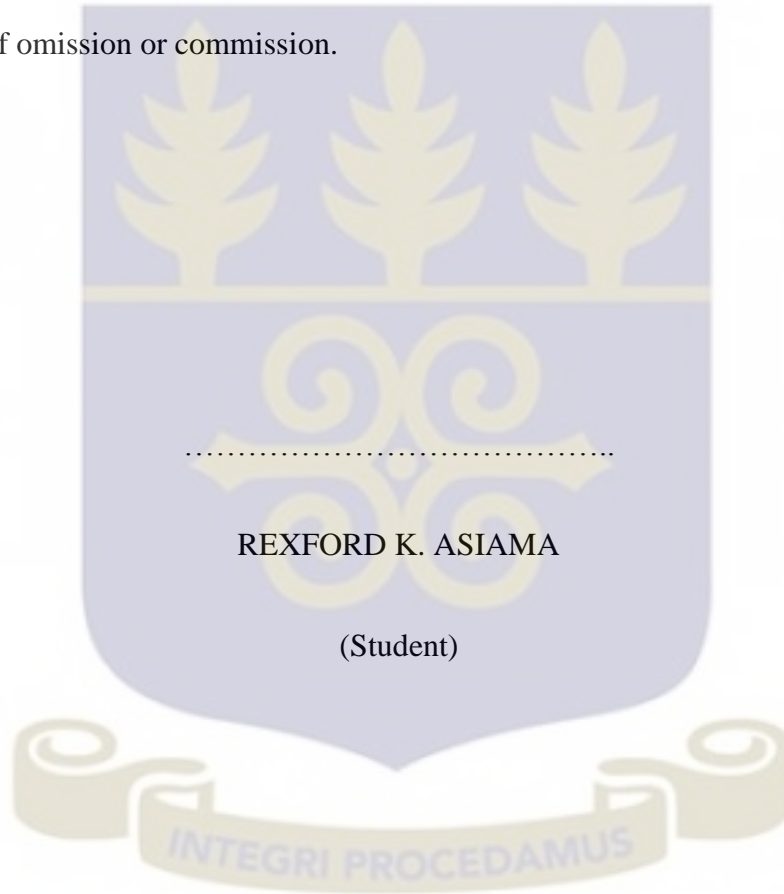 f omission or commission.
……………………………………..
REXFORD K. ASIAMA
(Student)
INTEGRI PROCEDAMUS